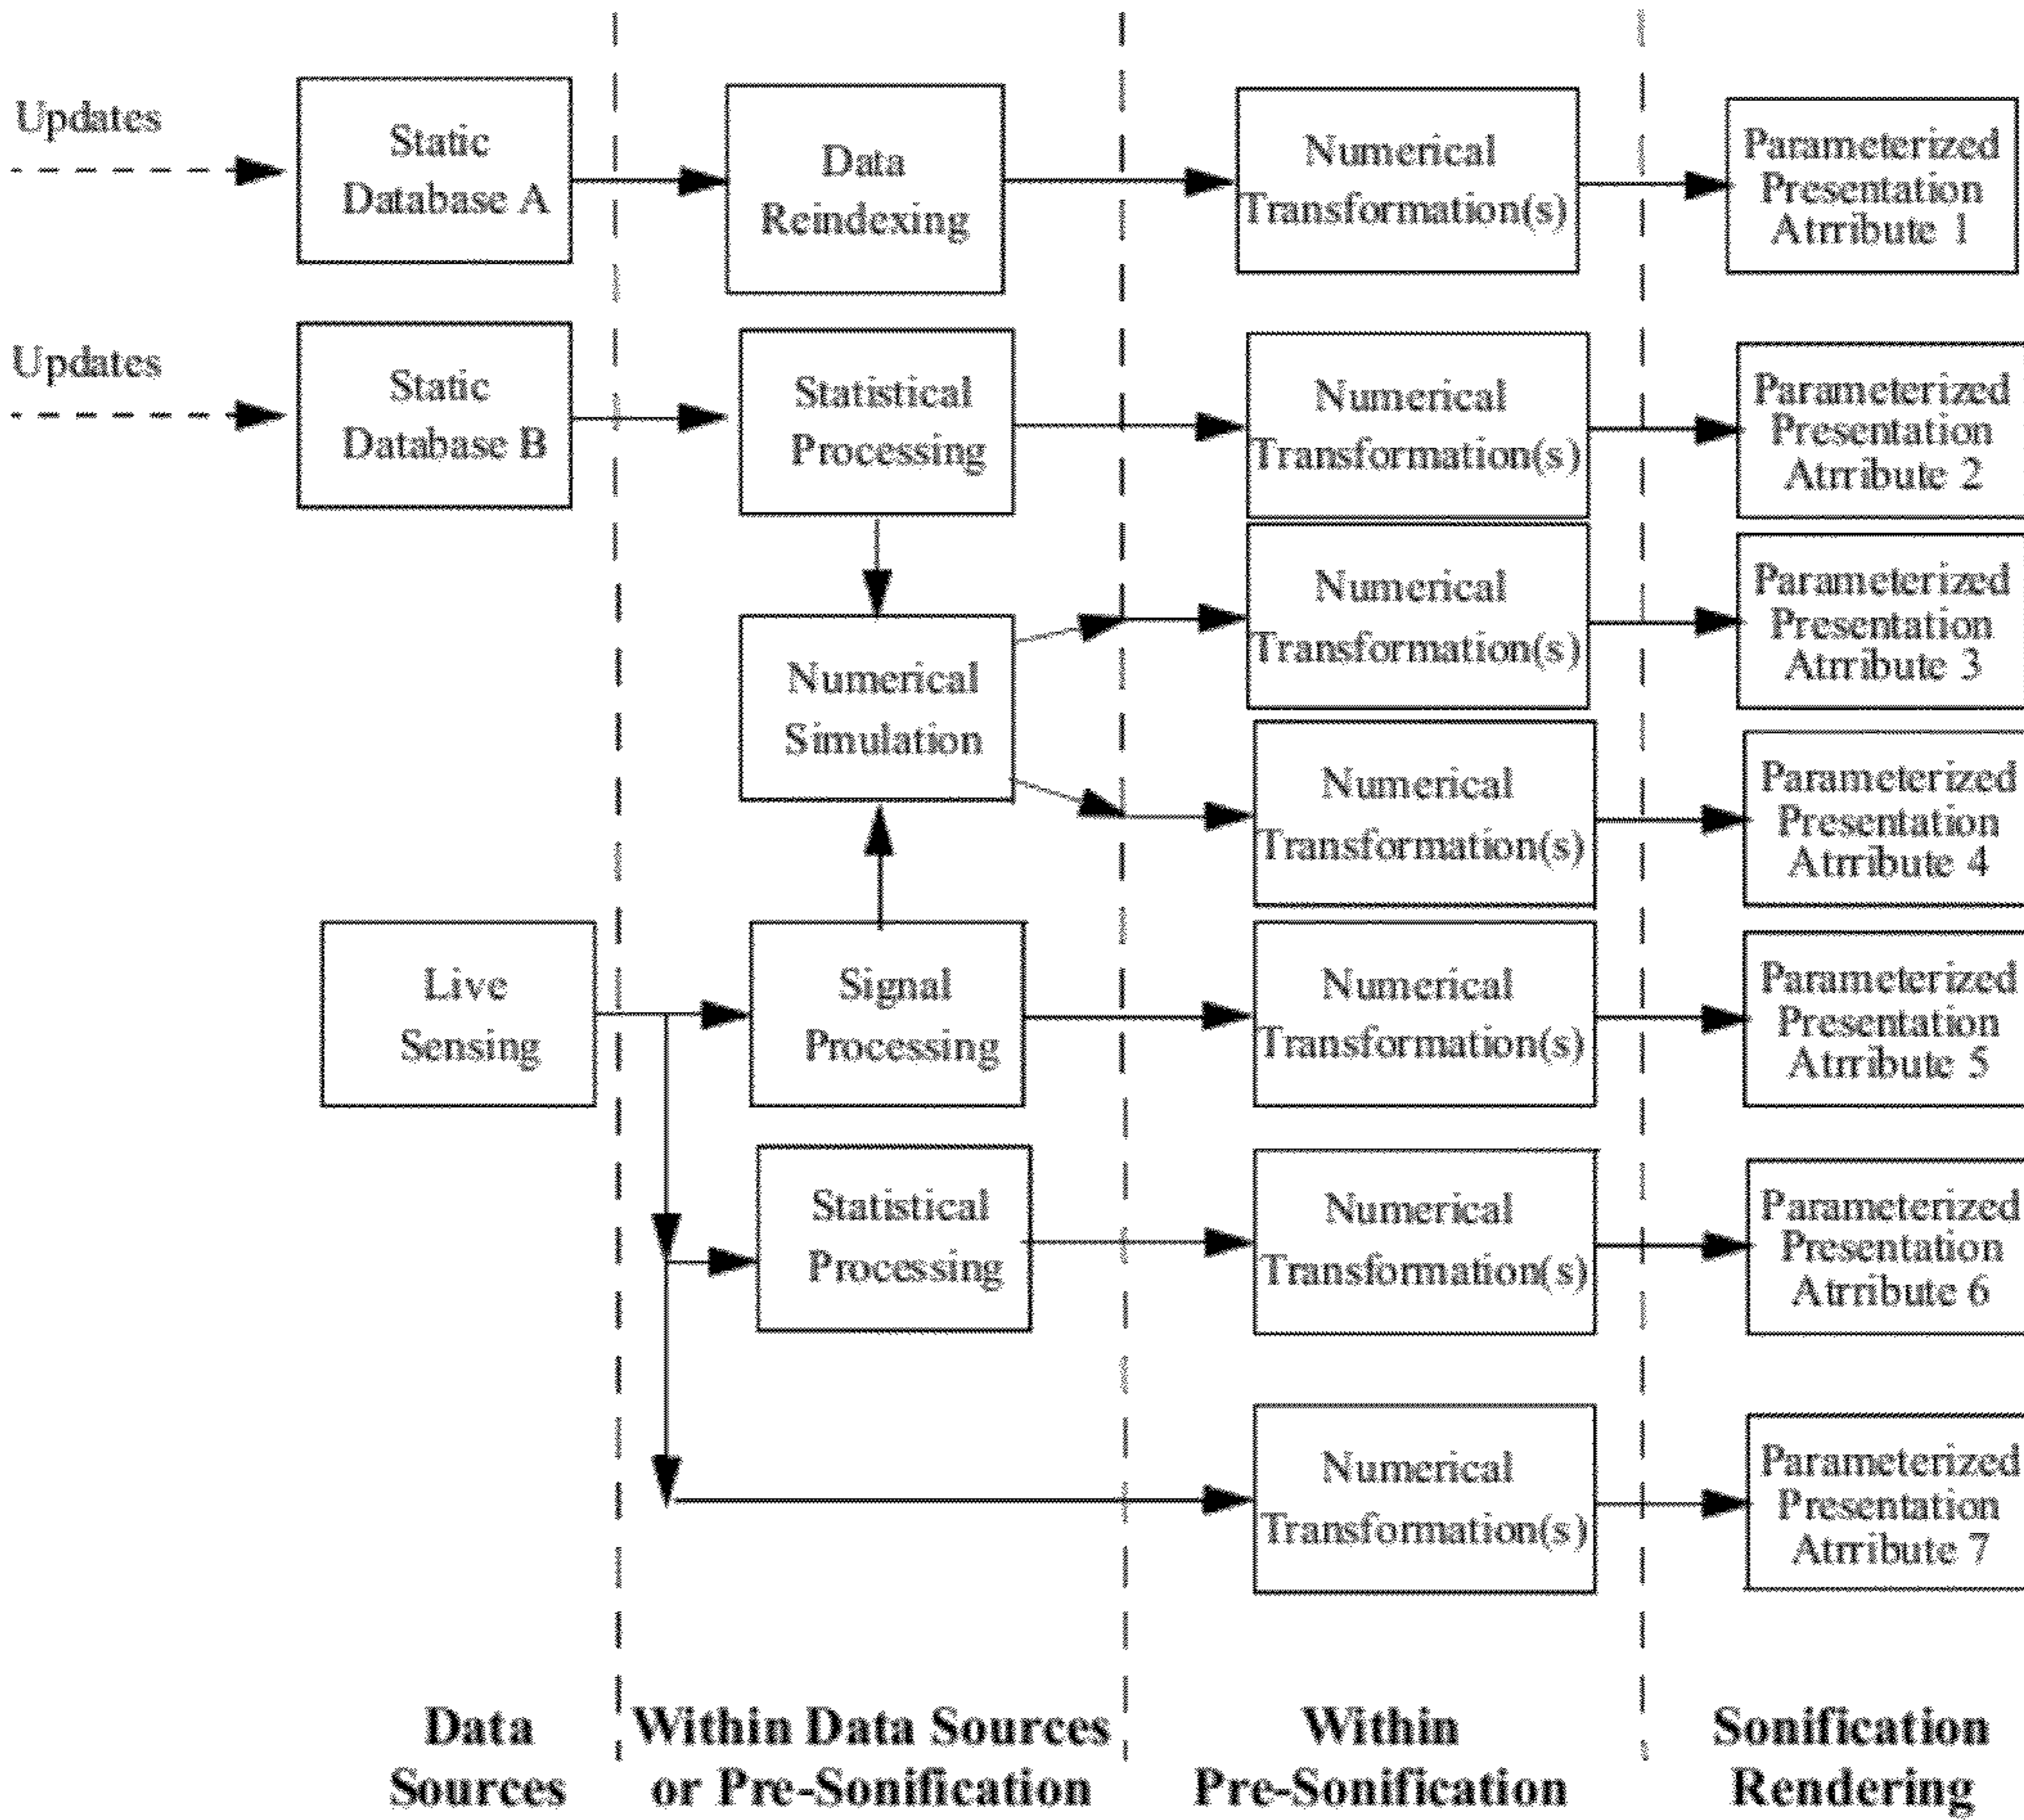 Updates
Static
Database A
Data
Reindexing
Numerical
Transformation(s)
Parameterized
Presentation
Atrribute 1
Updates
Static
Database B
Statistical
Processing
Numerical
Transformation(s)
Parameterized
Presentation
Atrribute 2
Numerical
Simulation
Numerical
Transformation(s)
Parameterized
Presentation
Atrribute 3
Numerical
Transformation(s)
Parameterized
Presentation
Atrribute 4
Live
Sensing
Signal
Processing
Numerical
Transformation(s)
Parameterized
Presentation
Atrribute 5
Statistical
Processing
Numerical
Transformation(s)
Parameterized
Presentation
Atrribute 6
Numerical
Transformation(s)
Parameterized
Presentation
Atrribute 7
Data
Sources
Within Data Sources
or Pre-Sonification
Within
Pre-Sonification
Sonification
Rendering